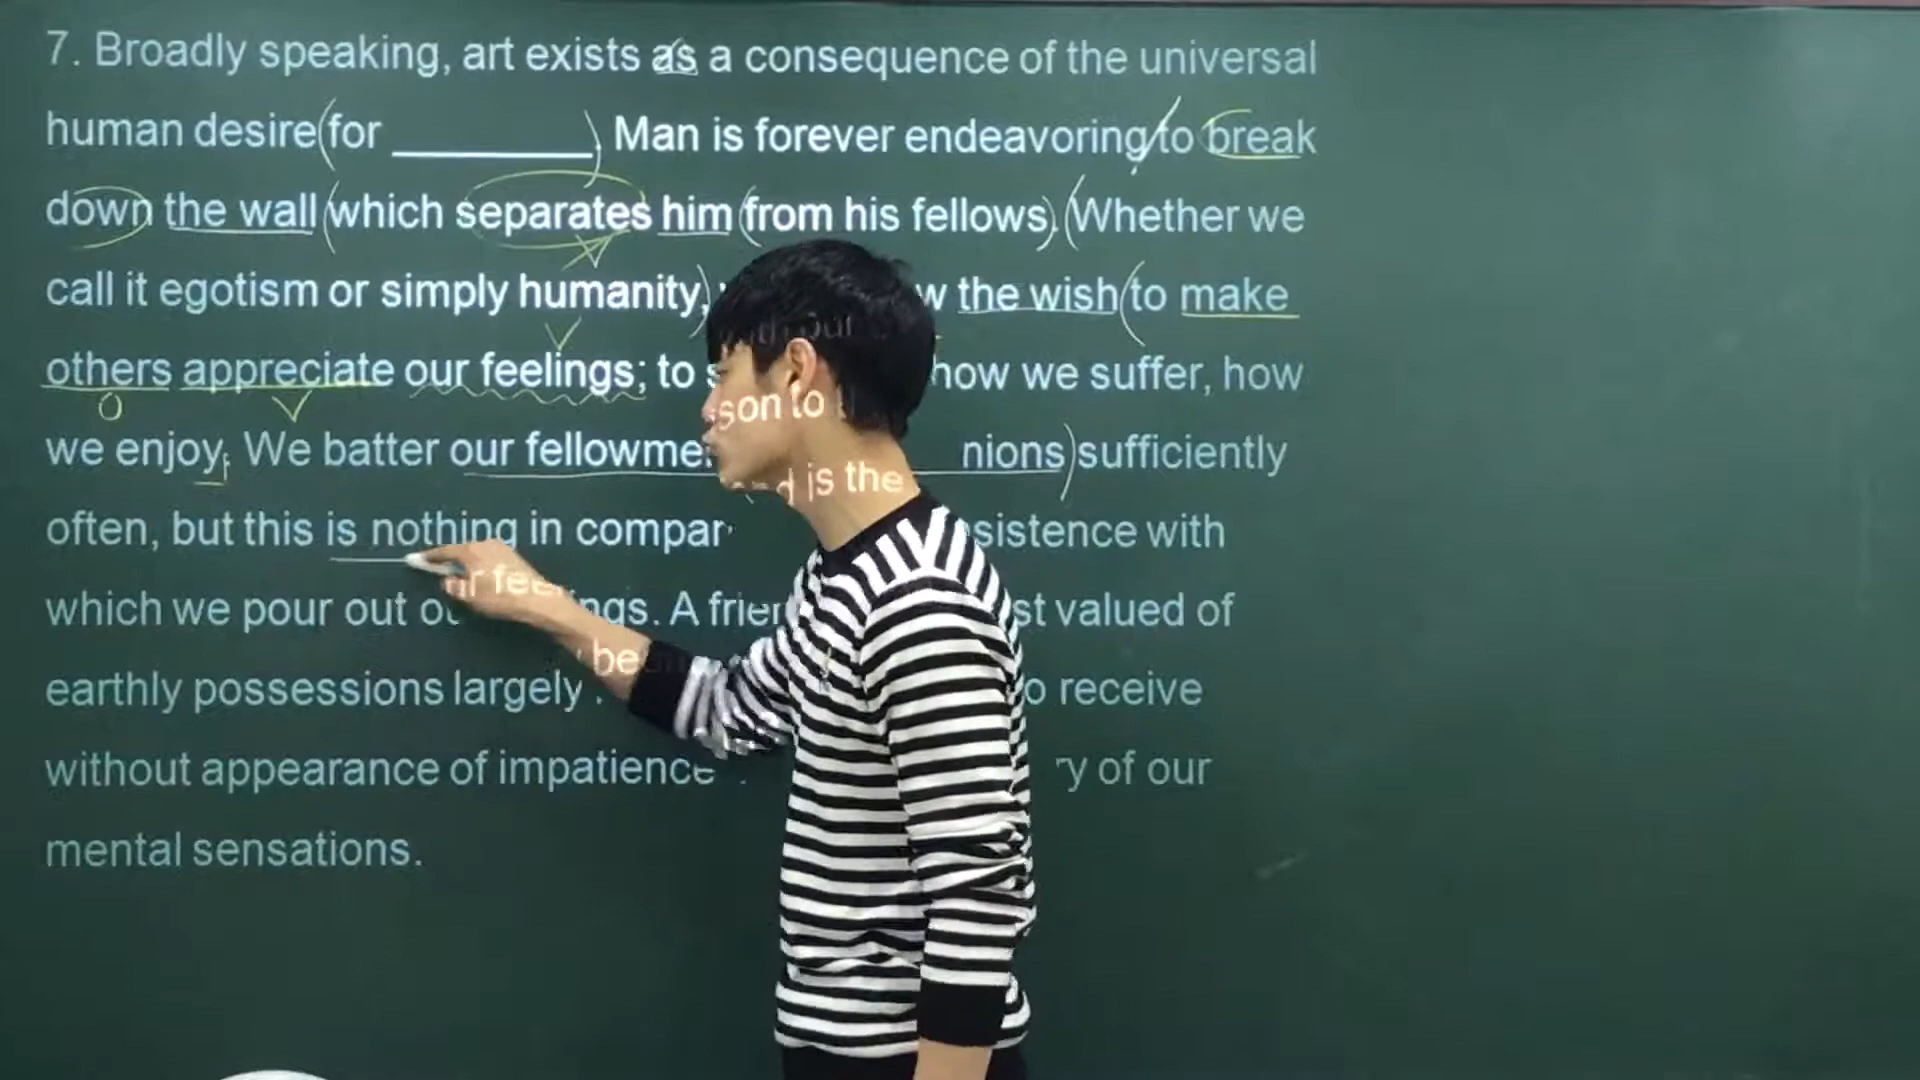 7. Broadly speaking, art exists as a consequence of the universal
human desire (for ________). Man is forever endeavoring/to break
down the wall (which separates him (from his fellows). (Whether we
call it egotism or simply humanity,) the wish (to make
others appreciate our feelings; to how we suffer, how
we enjoy. We batter our fellowme nions) sufficiently
often, but this is nothing in compar sistence with
which we pour out ou ngs. A frien st valued of
earthly possessions largely be o receive
without appearance of impatience y of our
mental sensations.